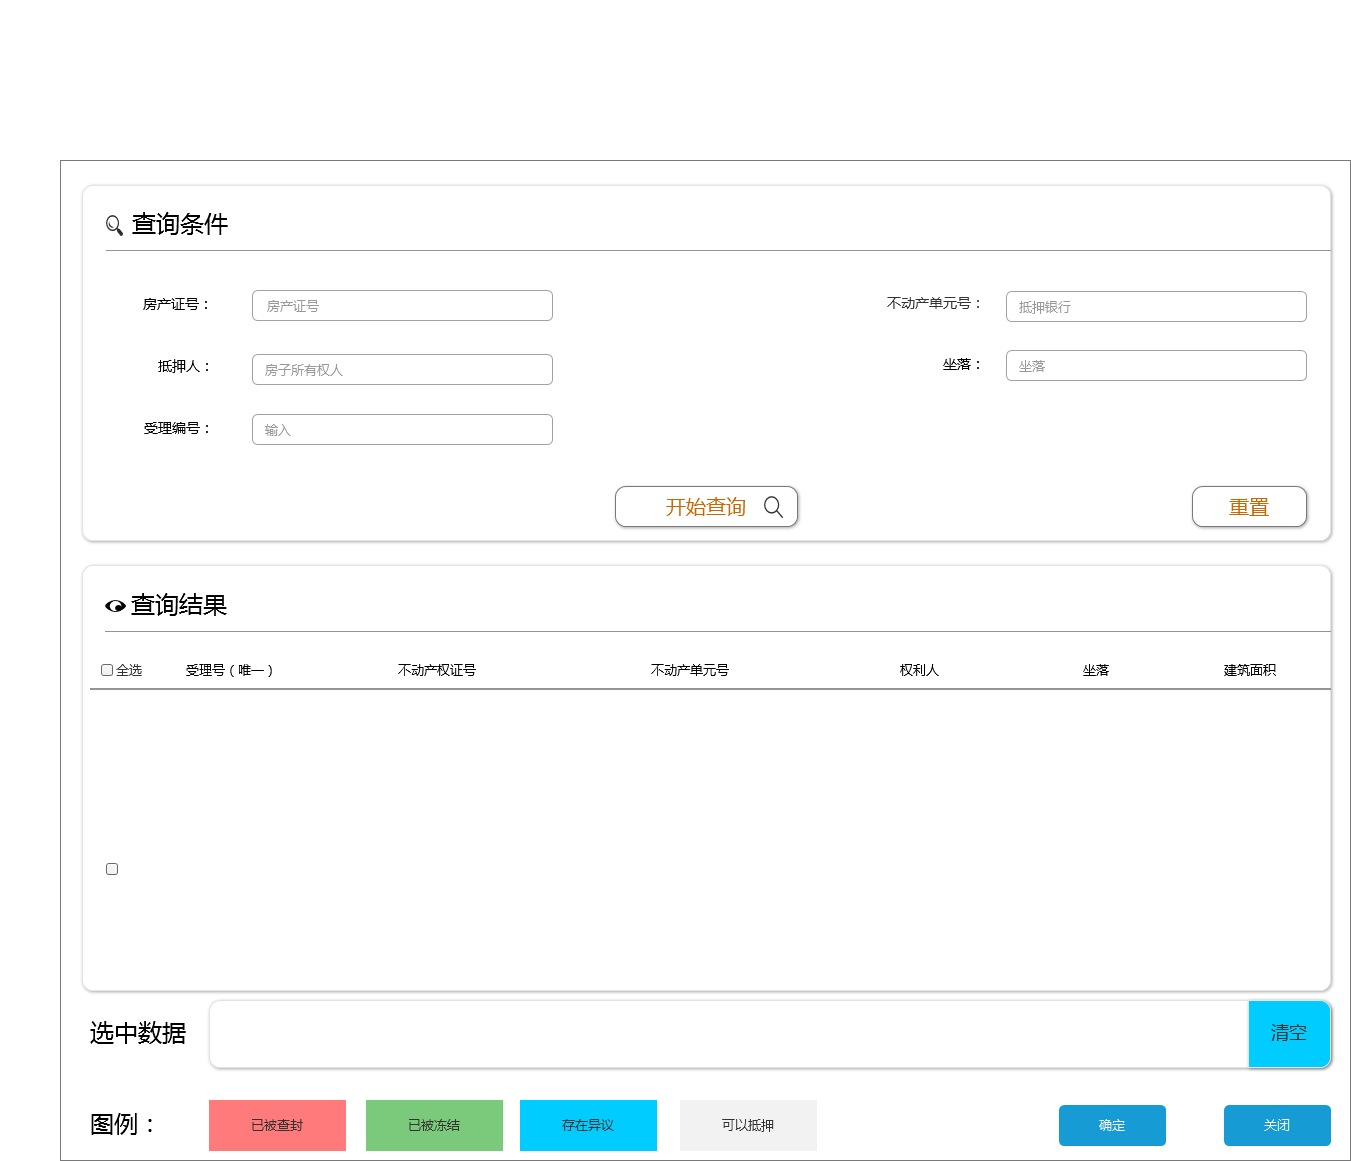 查询条件
房产证号： 房产证号 不动产单元号： 抵押银行
抵押人： 房子所有权人 坐落： 坐落
受理编号： 输入
开始查询 重置
查询结果
全选 受理号（唯一） 不动产权证号 不动产单元号 权利人 坐落 建筑面积
选中数据 清空
图例： 已被查封 已被冻结 存在异议 可以抵押 确定 关闭